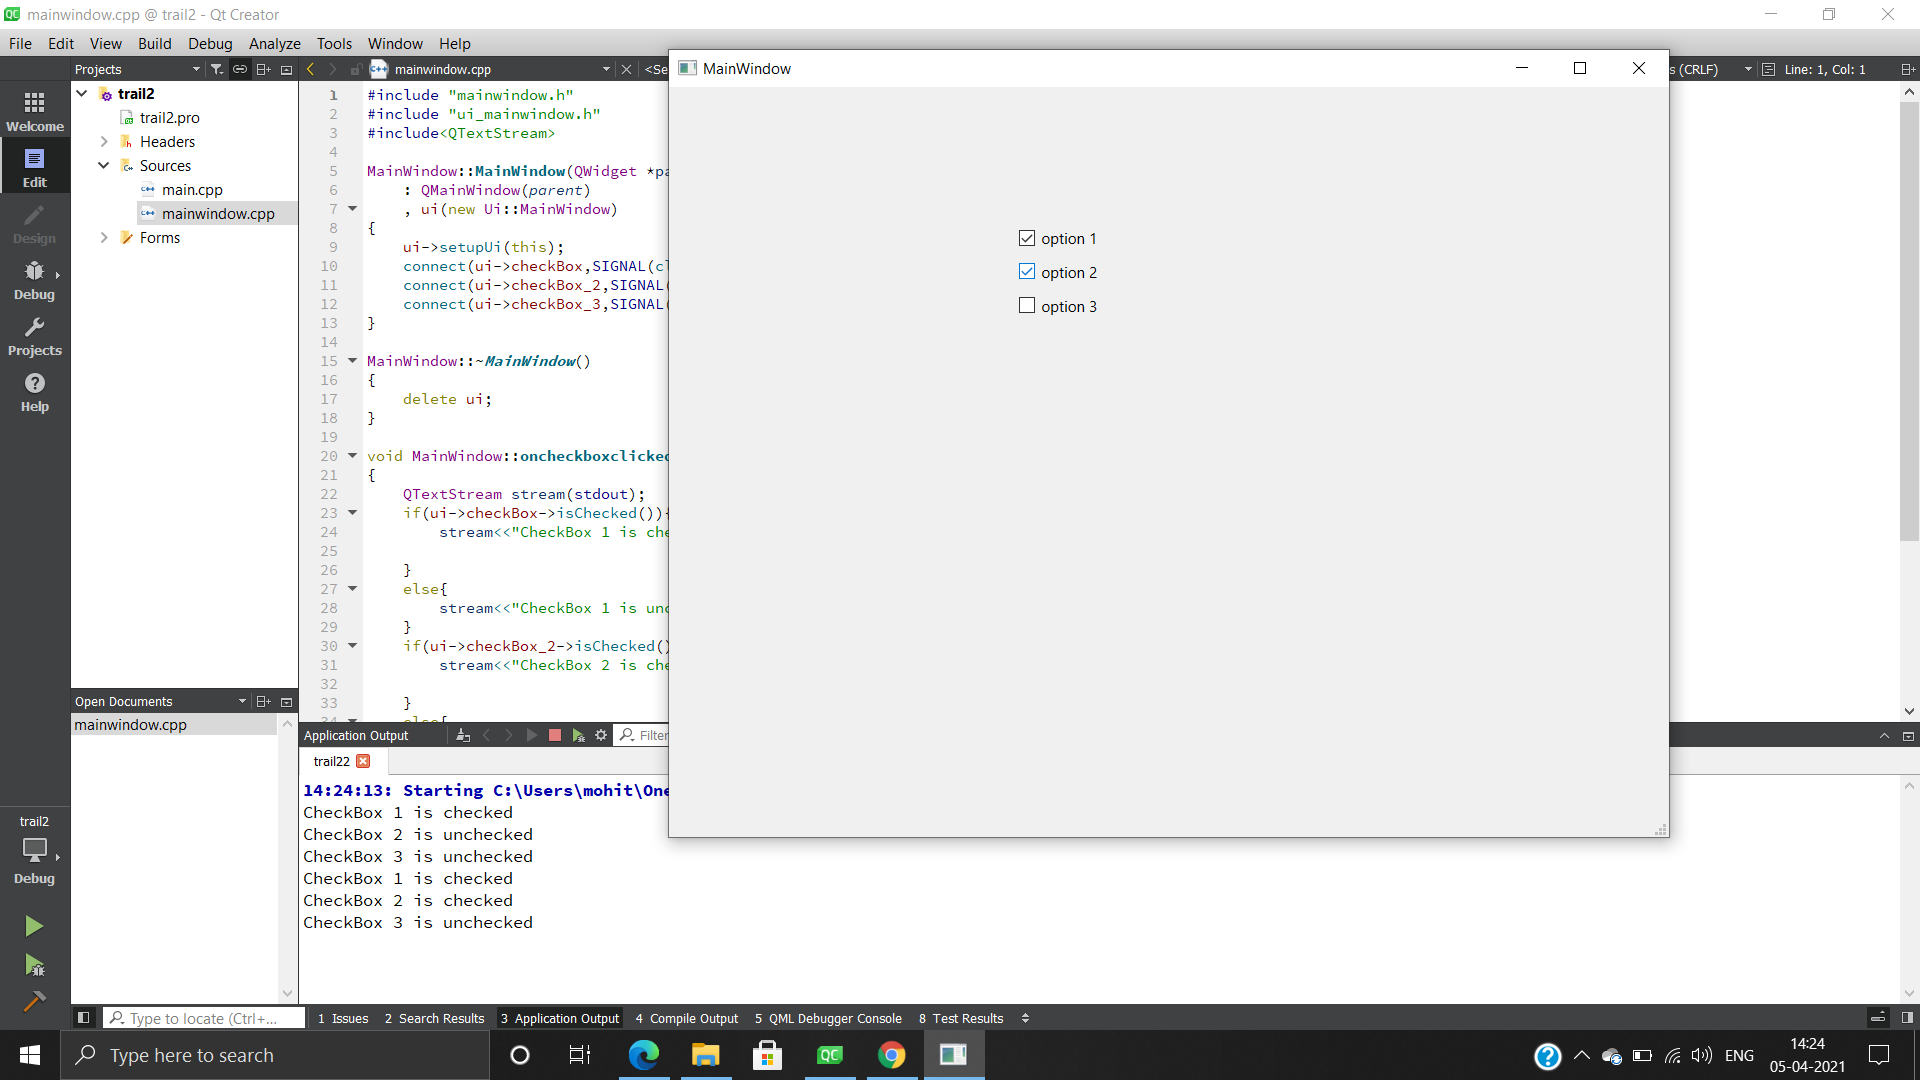 mainwindow.cpp @ trail2 - Qt Creator
File Edit View Build Debug Analyze Tools Window Help
Projects
mainwindow.cpp
<Se
s (CRLF)
Line: 1, Col: 1
Welcome
Edit
Design
Debug
Projects
Help
trail2
Debug
trail2
trail2.pro
Headers
Sources
main.cpp
mainwindow.cpp
Forms
Open Documents
mainwindow.cpp
1 #include "mainwindow.h"
2 #include "ui_mainwindow.h"
3 #include<QTextStream>
4
5 MainWindow::MainWindow(QWidget *pa
6 : QMainWindow(parent)
7 , ui(new Ui::MainWindow)
8 {
9 ui->setupUi(this);
10 connect(ui->checkBox,SIGNAL(cl
11 connect(ui->checkBox_2,SIGNAL(
12 connect(ui->checkBox_3,SIGNAL(
13 }
14
15 MainWindow::~MainWindow()
16 {
17 delete ui;
18 }
19
20 void MainWindow::oncheckboxclicked
21 {
22 QTextStream stream(stdout);
23 if(ui->checkBox->isChecked()){
24 stream<<"CheckBox 1 is che
25
26 }
27 else{
28 stream<<"CheckBox 1 is unc
29 }
30 if(ui->checkBox_2->isChecked()
31 stream<<"CheckBox 2 is che
32
33 }
34 else{
MainWindow
option 1
option 2
option 3
Application Output
Filter
trail22
14:24:13: Starting C:\Users\mohit\One
CheckBox 1 is checked
CheckBox 2 is unchecked
CheckBox 3 is unchecked
CheckBox 1 is checked
CheckBox 2 is checked
CheckBox 3 is unchecked
Type to locate (Ctrl+...
1 Issues 2 Search Results 3 Application Output 4 Compile Output 5 QML Debugger Console 8 Test Results
Type here to search
ENG
14:24
05-04-2021